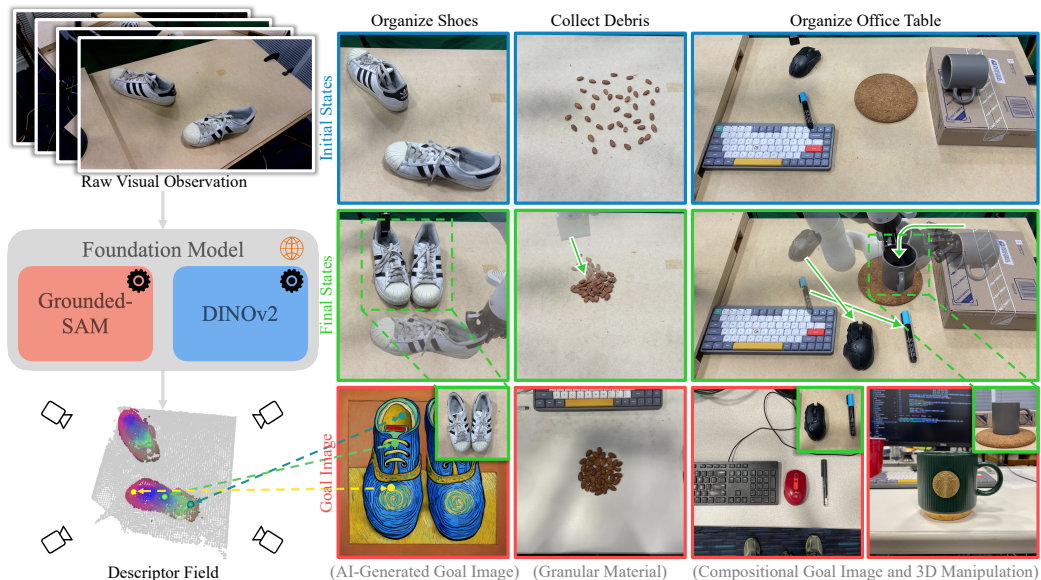 Organize Shoes
Collect Debris
Organize Office Table
Initial States
Raw Visual Observation
Foundation Model
Grounded-
SAM
DINOv2
Final States
Goal Image
Descriptor Field
(AI-Generated Goal Image)
(Granular Material)
(Compositional Goal Image and 3D Manipulation)